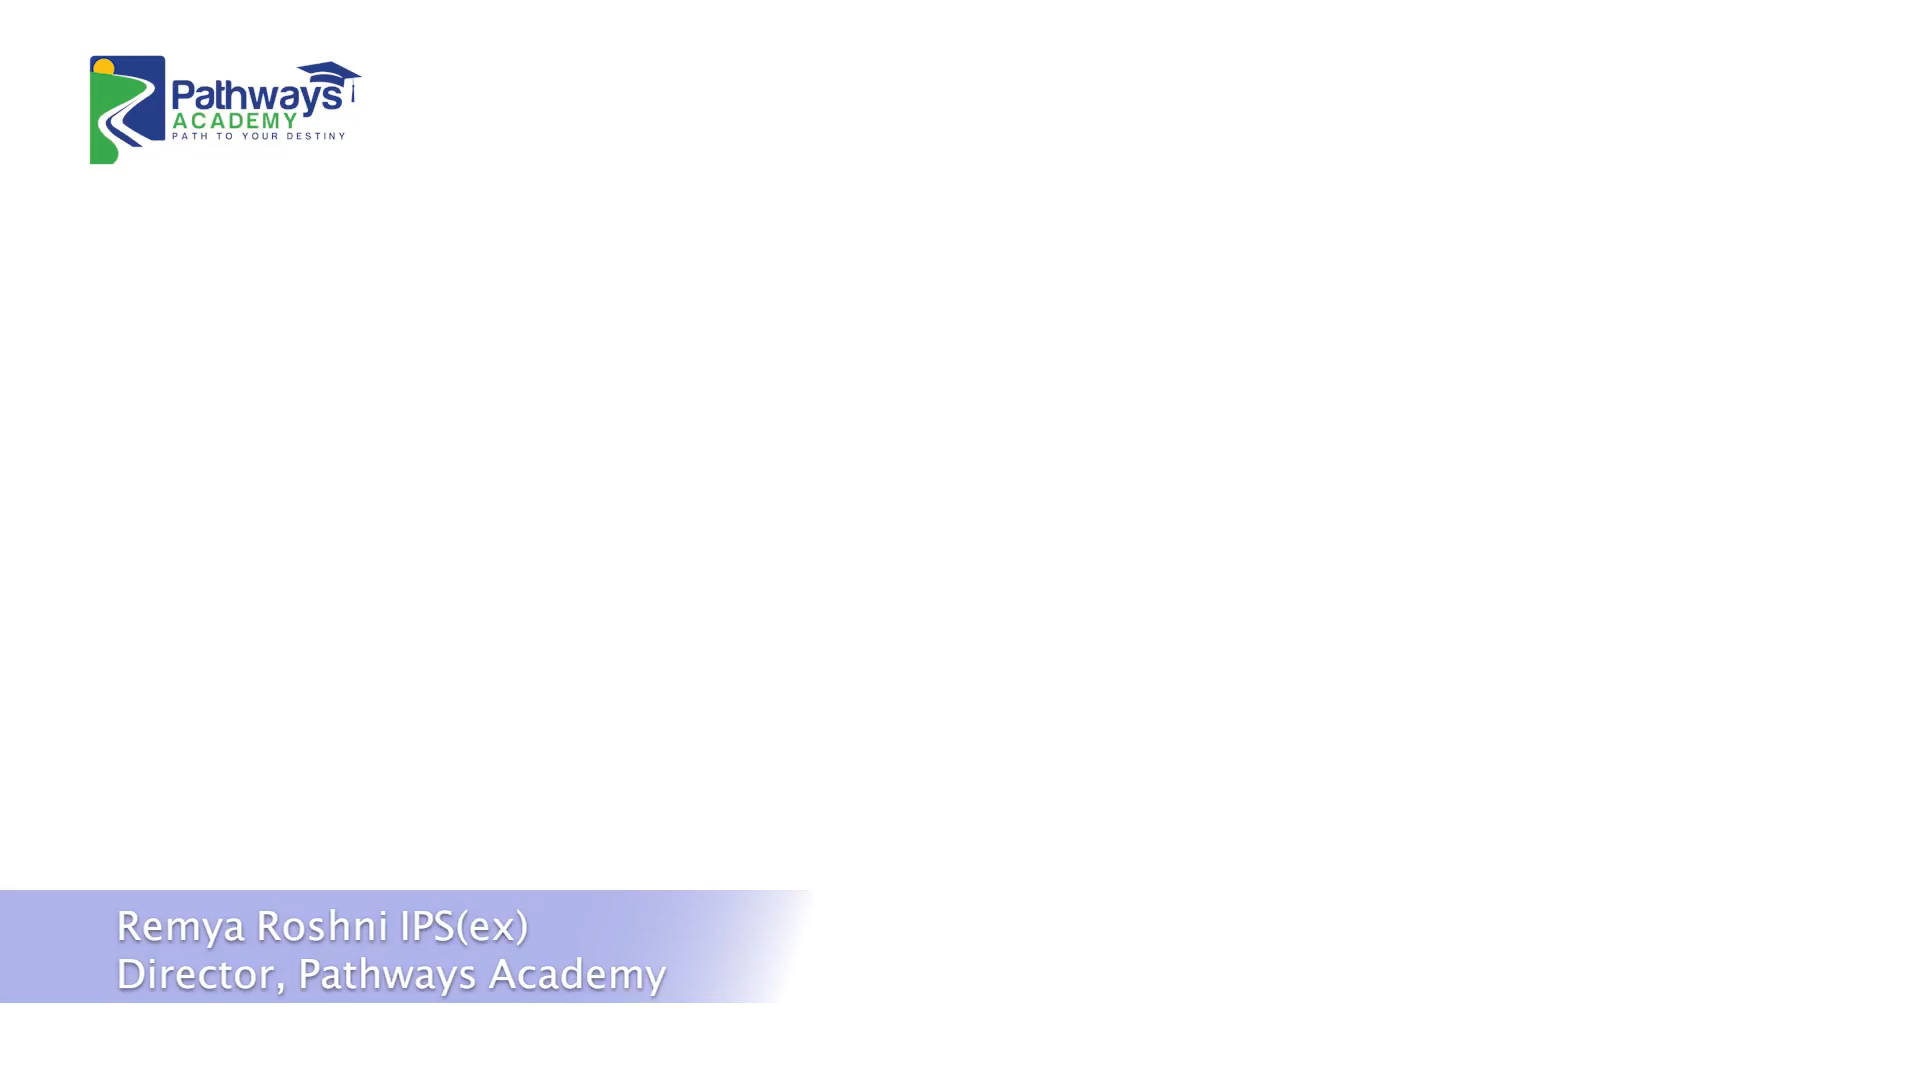 Pathways
ACADEMY
PATH TO YOUR DESTINY
Remya Roshni IPS(ex)
Director, Pathways Academy